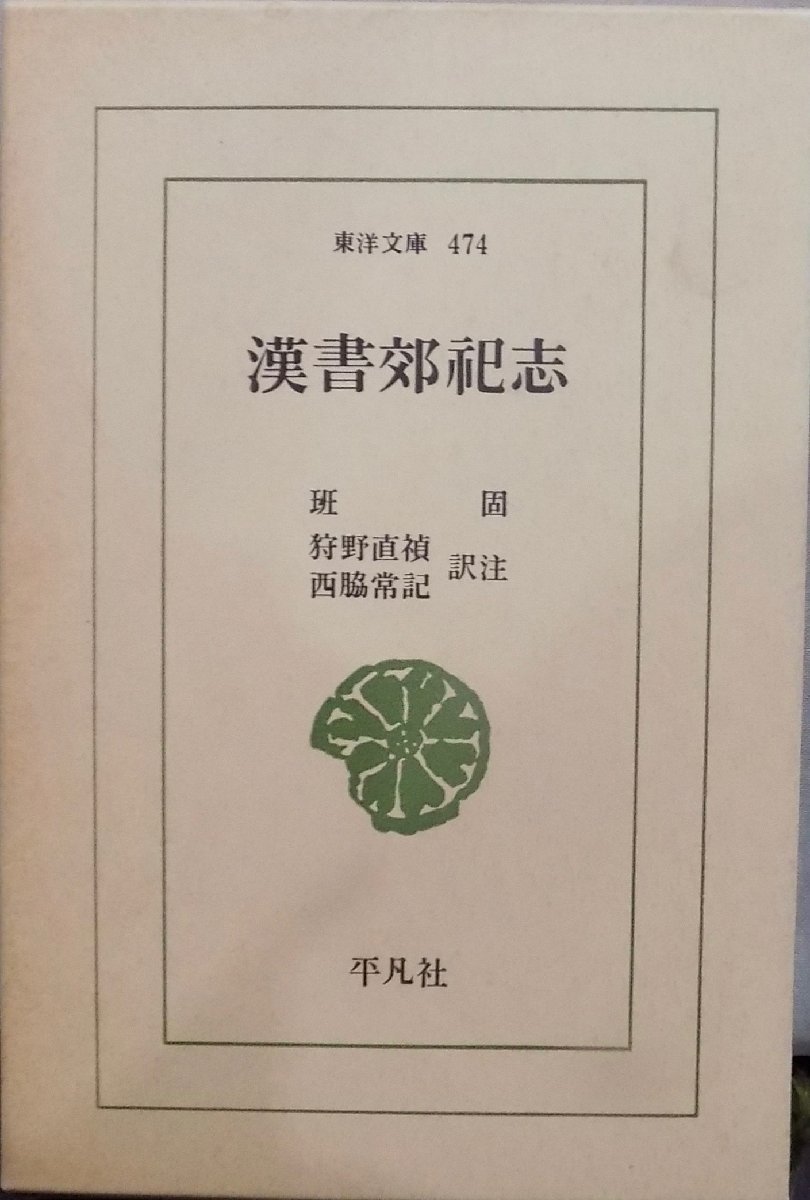 東洋文庫 474
漢書郊祀志
班 固
狩野直禎
西脇常記 訳注
平凡社